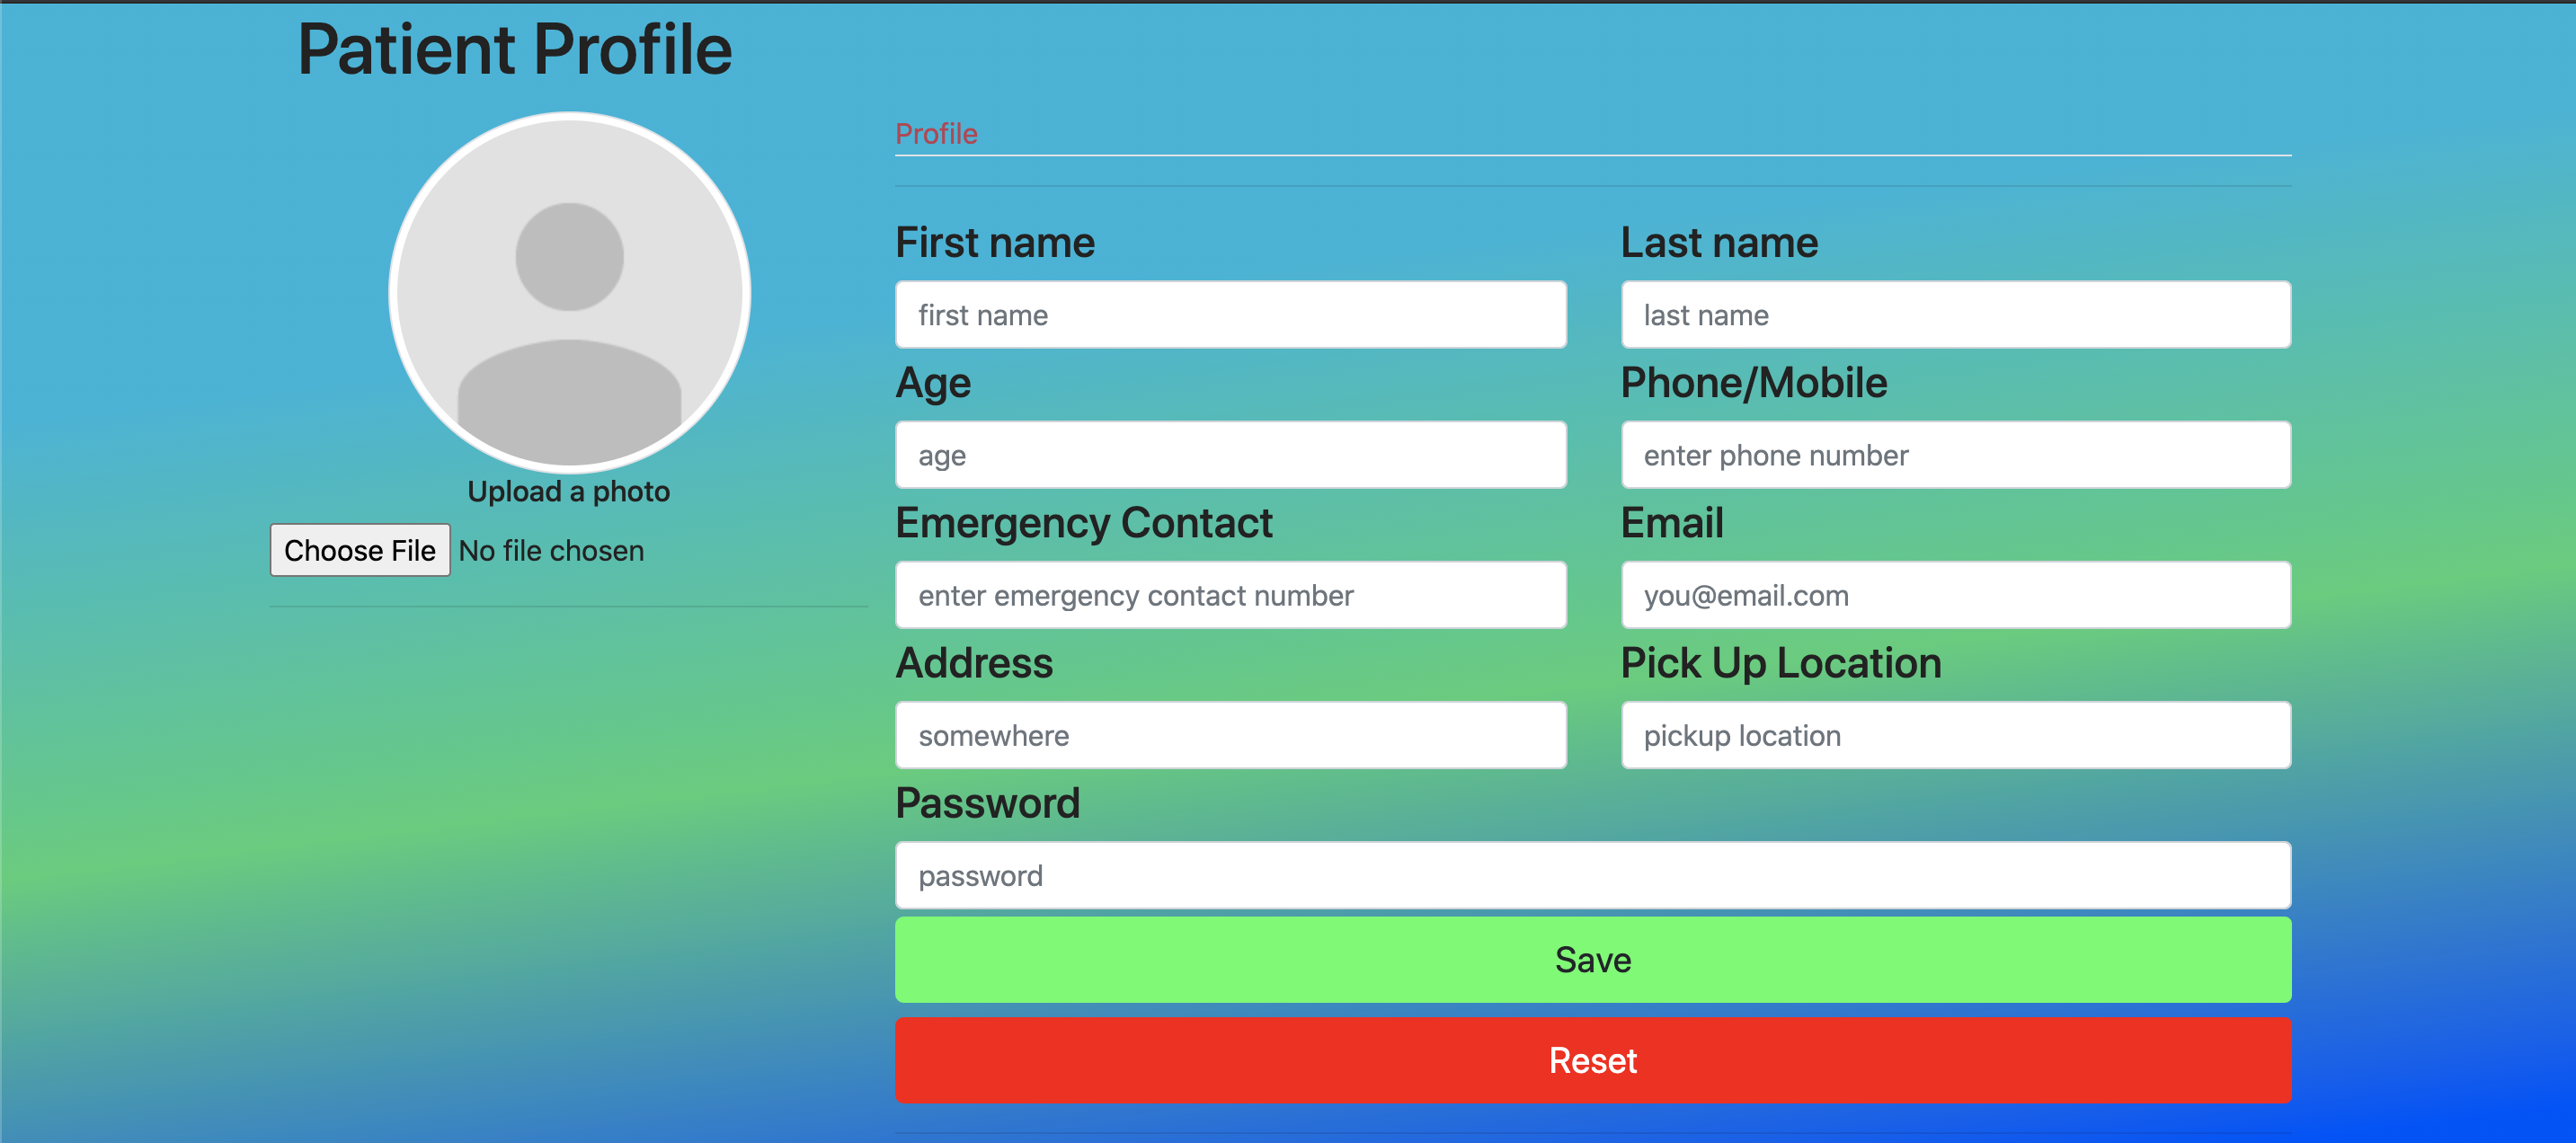 Patient Profile
Upload a photo
Choose File No file chosen
Profile
First name
first name
Last name
last name
Age
age
Phone/Mobile
enter phone number
Emergency Contact
enter emergency contact number
Email
you@email.com
Address
somewhere
Pick Up Location
pickup location
Password
password
Save
Reset